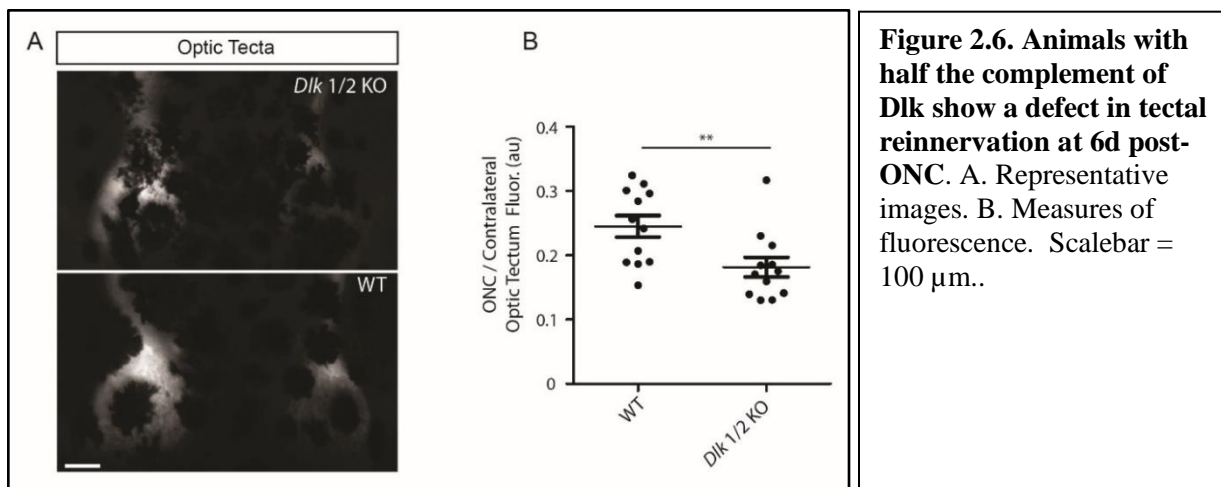 A
Optic Tecta
Dlk 1/2 KO
WT
B
ONC / Contralateral
Optic Tectum Fluor. (au)
0.4
0.3
0.2
0.1
0
**
WT
Dlk 1/2 KO
Figure 2.6. Animals with
half the complement of
Dlk show a defect in tectal
reinnervation at 6d post-
ONC. A. Representative
images. B. Measures of
fluorescence. Scalebar =
100 µm..